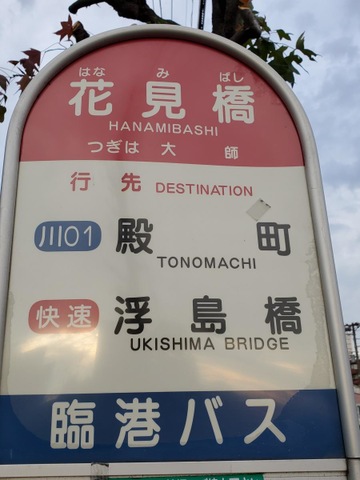 はな み ばし
花見橋
HANAMIBASHI
つぎは 大師
行先 DESTINATION
川01 殿町
TONOMACHI
快速 浮島橋
UKISHIMA BRIDGE
臨港バス